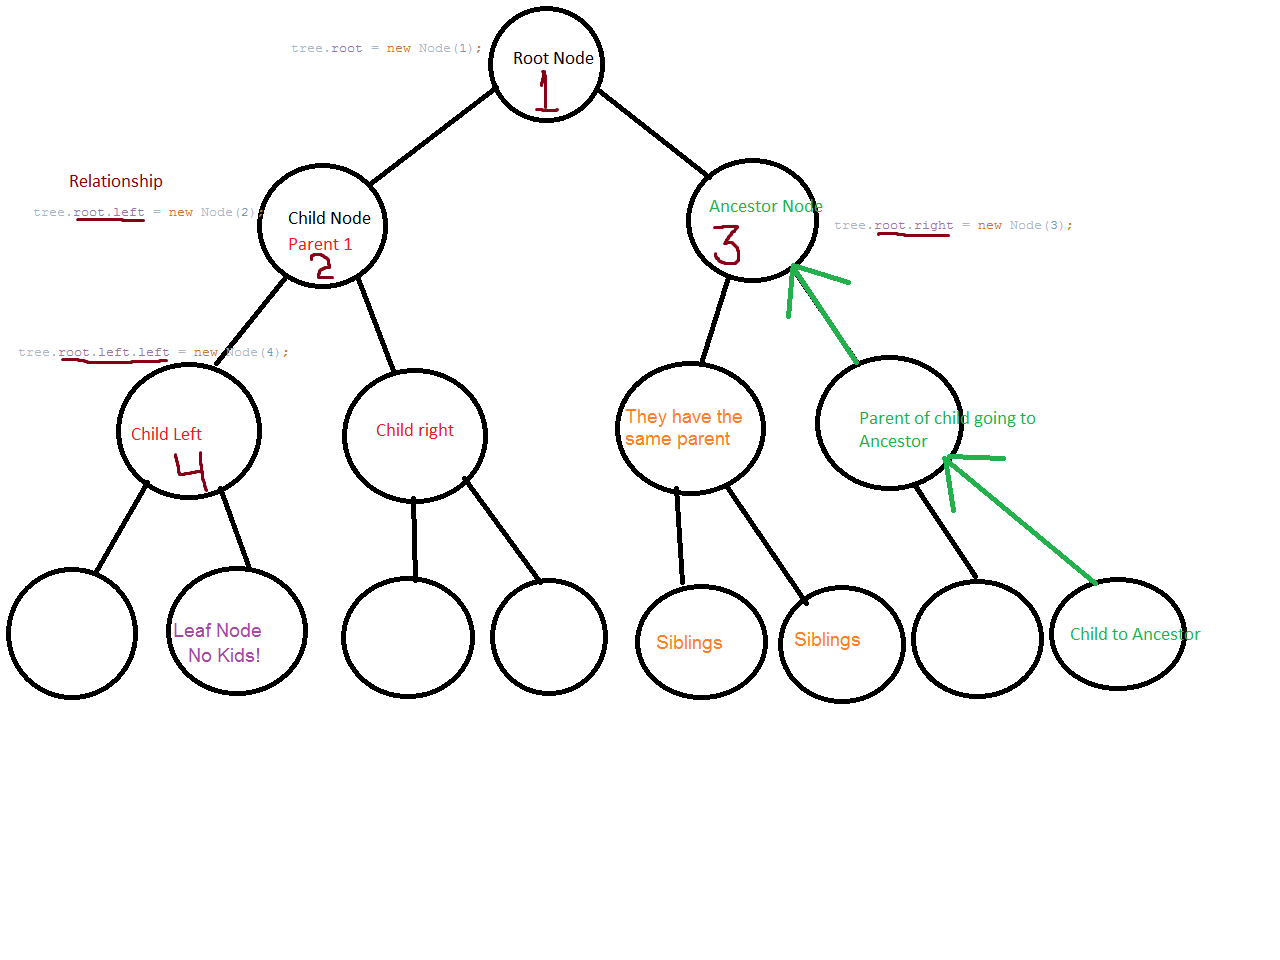 tree.root = new Node(1);
Root Node
1
Relationship
tree.root.left = new Node(2);
Child Node
Parent 1
2
Ancestor Node
3
tree.root.right = new Node(3);
tree.root.left.left = new Node(4);
Child Left
4
Child right
They have the
same parent
Parent of child going to
Ancestor
Leaf Node
No Kids!
Siblings
Siblings
Child to Ancestor